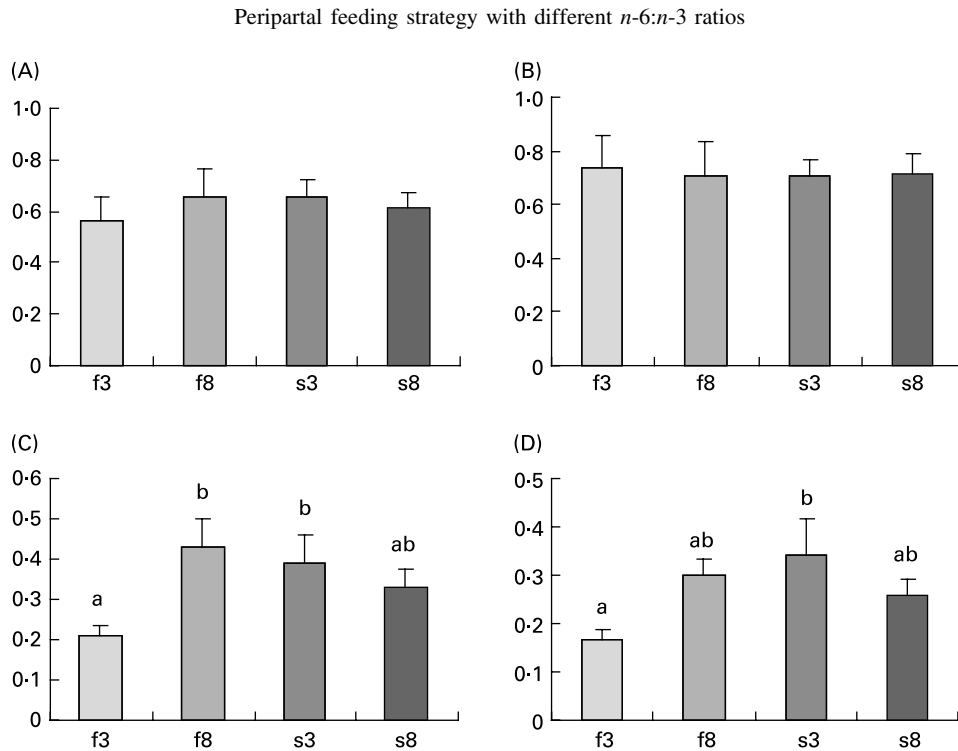 Peripartal feeding strategy with different n-6:n-3 ratios
(A)
1·0
0·8
0·6
0·4
0·2
0
f3 f8 s3 s8
(B)
1·0
0·8
0·6
0·4
0·2
0
f3 f8 s3 s8
(C)
0·6
0·5
0·4
0·3
0·2
0·1
0
a b b ab
f3 f8 s3 s8
(D)
0·5
0·4
0·3
0·2
0·1
0
a ab b ab
f3 f8 s3 s8